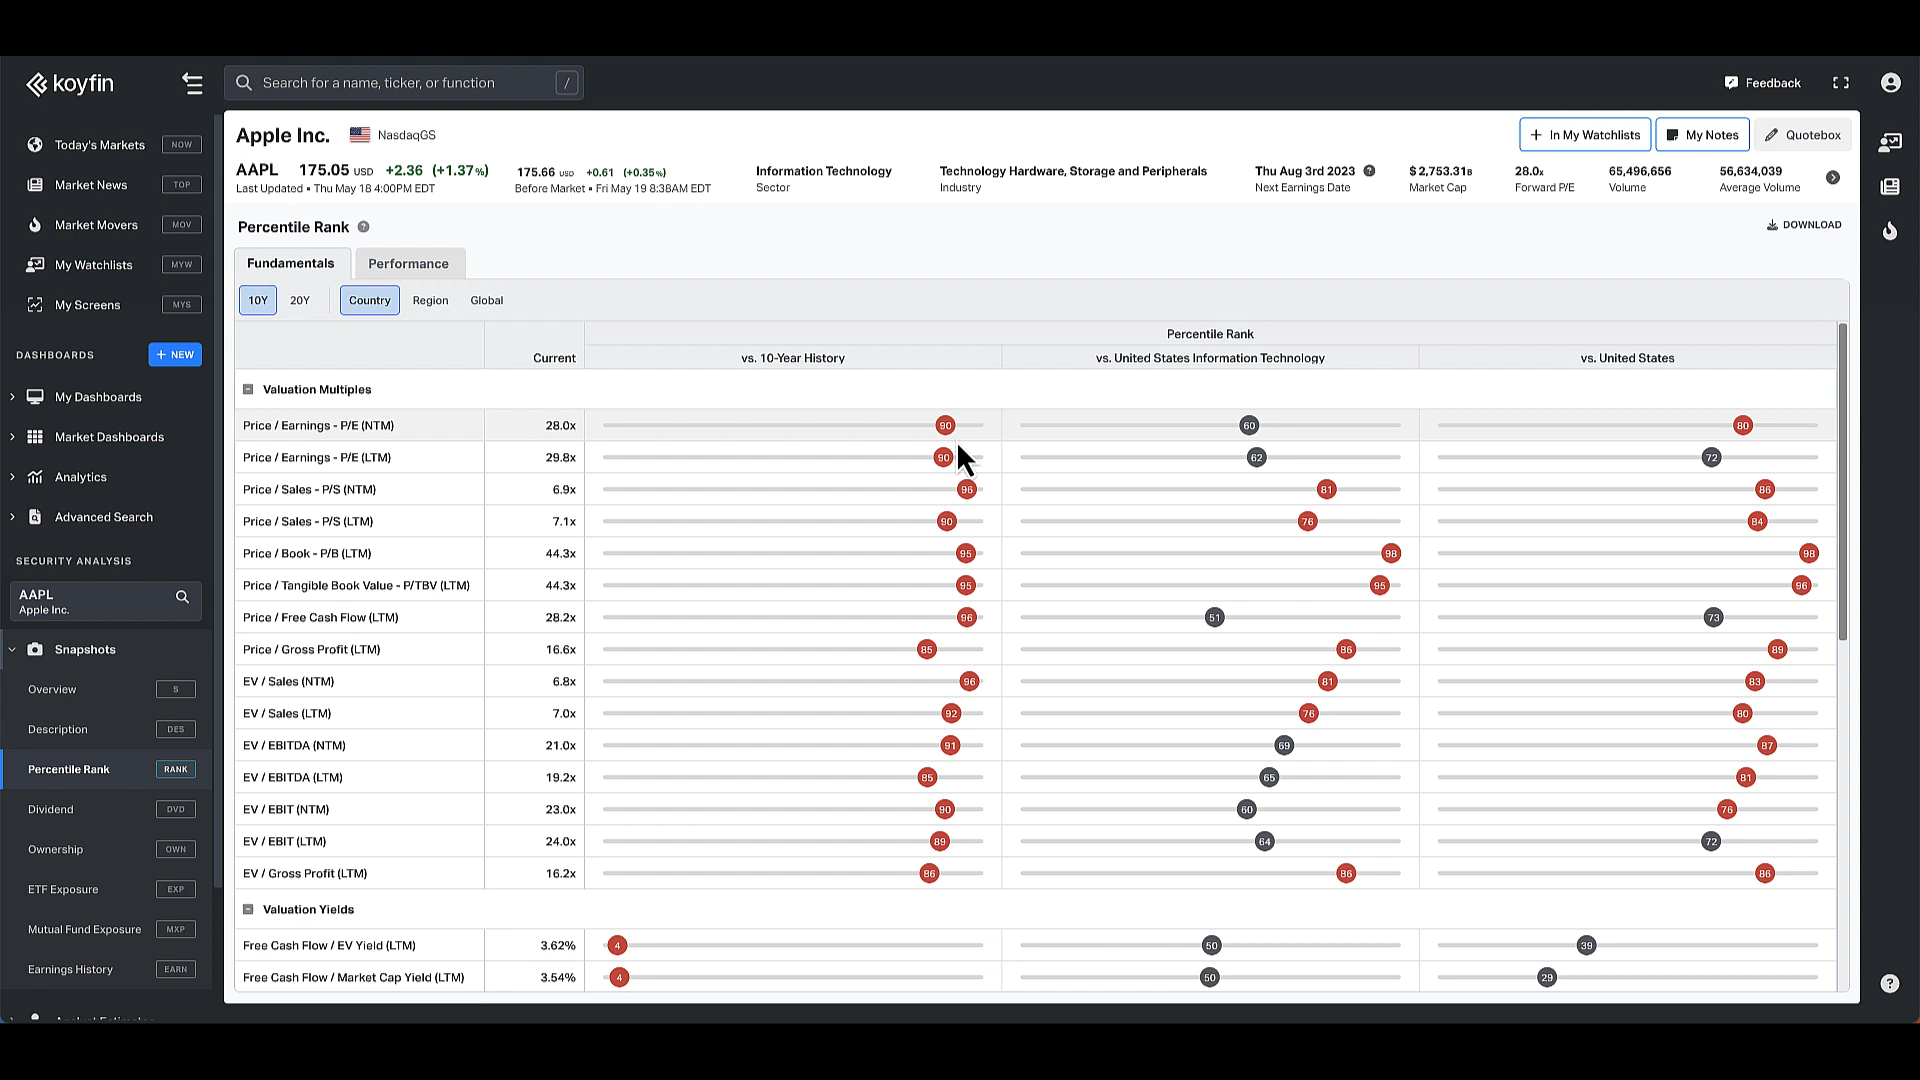 koyfin
Search for a name, ticker, or function /
Feedback
Today's Markets NOW
Market News TOP
Market Movers MOV
My Watchlists MYW
My Screens MYS
DASHBOARDS + NEW
My Dashboards
Market Dashboards
Analytics
Advanced Search
SECURITY ANALYSIS
AAPL
Apple Inc.
Snapshots
Overview S
Description DES
Percentile Rank RANK
Dividend DVD
Ownership OWN
ETF Exposure EXP
Mutual Fund Exposure MXP
Earnings History EARN
Apple Inc. NasdaqGS
+ In My Watchlists My Notes Quotebox
AAPL 175.05 USD +2.36 (+1.37%)
Last Updated • Thu May 18 4:00PM EDT
175.66 USD +0.61 (+0.35%)
Before Market • Fri May 19 8:38AM EDT
Information Technology
Sector
Technology Hardware, Storage and Peripherals
Industry
Thu Aug 3rd 2023 ?
Next Earnings Date
$ 2,753.31B
Market Cap
28.0x
Forward P/E
65,496,656
Volume
56,634,039
Average Volume
Percentile Rank ?
DOWNLOAD
Fundamentals Performance
10Y 20Y Country Region Global
Percentile Rank
Current vs. 10-Year History vs. United States Information Technology vs. United States
Valuation Multiples
Price / Earnings - P/E (NTM) 28.0x 90 60 80
Price / Earnings - P/E (LTM) 29.8x 90 62 72
Price / Sales - P/S (NTM) 6.9x 96 81 86
Price / Sales - P/S (LTM) 7.1x 90 76 84
Price / Book - P/B (LTM) 44.3x 95 98 98
Price / Tangible Book Value - P/TBV (LTM) 44.3x 95 95 96
Price / Free Cash Flow (LTM) 28.2x 96 51 73
Price / Gross Profit (LTM) 16.6x 85 86 89
EV / Sales (NTM) 6.8x 96 81 83
EV / Sales (LTM) 7.0x 92 76 80
EV / EBITDA (NTM) 21.0x 91 69 87
EV / EBITDA (LTM) 19.2x 85 65 81
EV / EBIT (NTM) 23.0x 90 60 76
EV / EBIT (LTM) 24.0x 89 64 72
EV / Gross Profit (LTM) 16.2x 86 86 86
Valuation Yields
Free Cash Flow / EV Yield (LTM) 3.62% 4 50 39
Free Cash Flow / Market Cap Yield (LTM) 3.54% 4 50 29
?